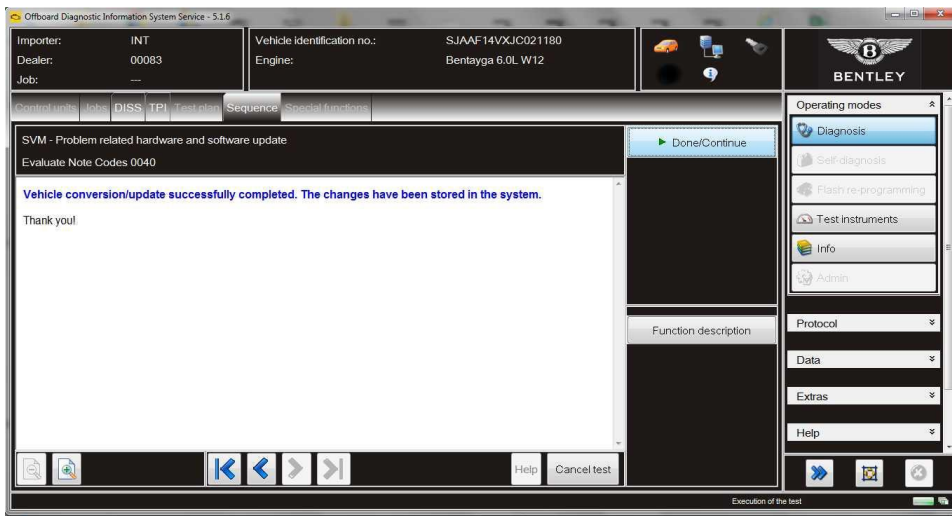 Offboard Diagnostic Information System Service - 5.1.6
Importer: INT
Dealer: 00083
Job: ---
Vehicle identification no.: SJAAF14VXJC021180
Engine: Bentayga 6.0L W12
B
BENTLEY
Control units Jobs DISS TPI Test plan Sequence Special functions
SVM - Problem related hardware and software update
Evaluate Note Codes 0040
Vehicle conversion/update successfully completed. The changes have been stored in the system.
Thank you!
Done/Continue
Function description
Operating modes
Diagnosis
Self-diagnosis
Flash re-programming
Test instruments
Info
Admin
Protocol
Data
Extras
Help
Help Cancel test
Execution of the test